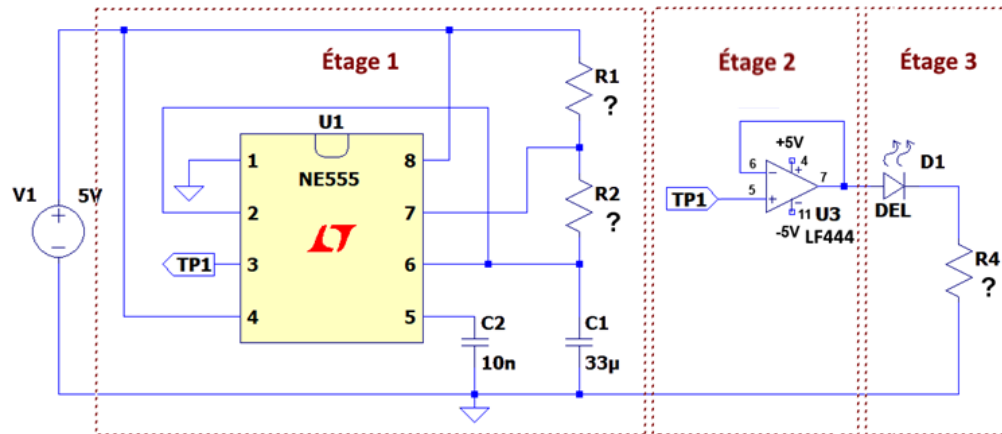 Étage 1
Étage 2
Étage 3
V1
5V
U1
NE555
1
2
3
4
8
7
6
5
TP1
R1
?
R2
?
C2
10n
C1
33µ
TP1
+5V
4
6
5
7
11
-5V
U3
LF444
D1
DEL
R4
?